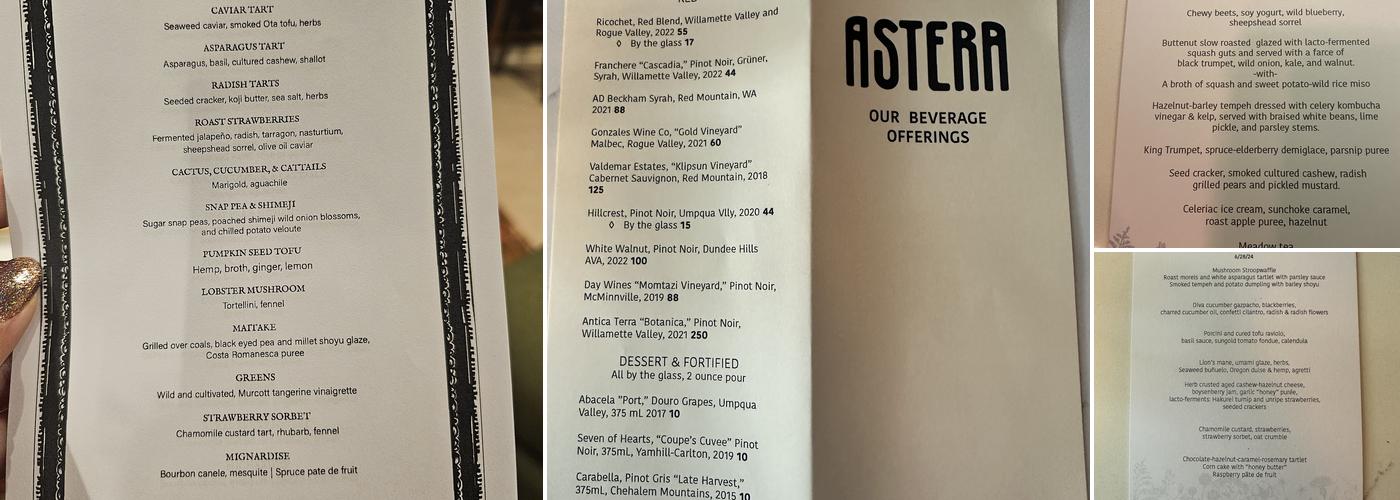 CAVIAR TART
Seaweed caviar, smoked Ota tofu, herbs
ASPARAGUS TART
Asparagus, basil, cultured cashew, shallot
RADISH TARTS
Seeded cracker, koji butter, sea salt, herbs
ROAST STRAWBERRIES
Fermented jalapeño, radish, tarragon, nasturtium,
sheepshead sorrel, olive oil caviar
CACTUS, CUCUMBER, & CATTAILS
Marigold, aguachile
SNAP PEA & SHIMEJI
Sugar snap peas, poached shimeji wild onion blossoms,
and chilled potato veloute
PUMPKIN SEED TOFU
Hemp, broth, ginger, lemon
LOBSTER MUSHROOM
Tortellini, fennel
MAITAKE
Grilled over coals, black eyed pea and millet shoyu glaze,
Costa Romanesca puree
GREENS
Wild and cultivated, Murcott tangerine vinaigrette
STRAWBERRY SORBET
Chamomile custard tart, rhubarb, fennel
MIGNARDISE
Bourbon canele, mesquite | Spruce pate de fruit
RED
Ricochet, Red Blend, Willamette Valley and
Rogue Valley, 2022 55
◊ By the glass 17
Franchere “Cascadia,” Pinot Noir, Grüner,
Syrah, Willamette Valley, 2022 44
AD Beckham Syrah, Red Mountain, WA
2021 88
Gonzales Wine Co, “Gold Vineyard”
Malbec, Rogue Valley, 2021 60
Valdemar Estates, “Klipsun Vineyard”
Cabernet Sauvignon, Red Mountain, 2018
125
Hillcrest, Pinot Noir, Umpqua Vlly, 2020 44
◊ By the glass 15
White Walnut, Pinot Noir, Dundee Hills
AVA, 2022 100
Day Wines “Momtazi Vineyard,” Pinot Noir,
McMinnville, 2019 88
Antica Terra “Botanica,” Pinot Noir,
Willamette Valley, 2021 250
DESSERT & FORTIFIED
All by the glass, 2 ounce pour
Abacela “Port,” Douro Grapes, Umpqua
Valley, 375 mL 2017 10
Seven of Hearts, “Coupe’s Cuvee” Pinot
Noir, 375mL, Yamhill-Carlton, 2019 10
Carabella, Pinot Gris “Late Harvest,”
375mL, Chehalem Mountains, 2015 10
ASTERA
OUR BEVERAGE
OFFERINGS
Chewy beets, soy yogurt, wild blueberry,
sheepshead sorrel
Buttenut slow roasted glazed with lacto-fermented
squash guts and served with a farce of
black trumpet, wild onion, kale, and walnut.
-with-
A broth of squash and sweet potato-wild rice miso
Hazelnut-barley tempeh dressed with celery kombucha
vinegar & kelp, served with braised white beans, lime
pickle, and parsley stems.
King Trumpet, spruce-elderberry demiglace, parsnip puree
Seed cracker, smoked cultured cashew, radish
grilled pears and pickled mustard.
Celeriac ice cream, sunchoke caramel,
roast apple puree, hazelnut
Meadow tea
6/28/24
Mushroom Stroopwaffle
Roast morels and white asparagus tartlet with parsley sauce
Smoked tempeh and potato dumpling with barley shoyu
Diva cucumber gazpacho, blackberries,
charred cucumber oil, confetti cilantro, radish & radish flowers
Porcini and cured tofu raviolo,
basil sauce, sungold tomato fondue, calendula
Lion's mane, umami glaze, herbs,
Seaweed buñuelo, Oregon dulse & hemp, agretti
Herb crusted aged cashew-hazelnut cheese,
boysenberry jam, garlic "honey" purée,
lacto-ferments: Hakurei turnip and unripe strawberries,
seeded crackers
Chamomile custard, strawberries,
strawberry sorbet, oat crumble
Chocolate-hazelnut-caramel-rosemary tartlet
Corn cake with "honey butter"
Raspberry pâte de fruit